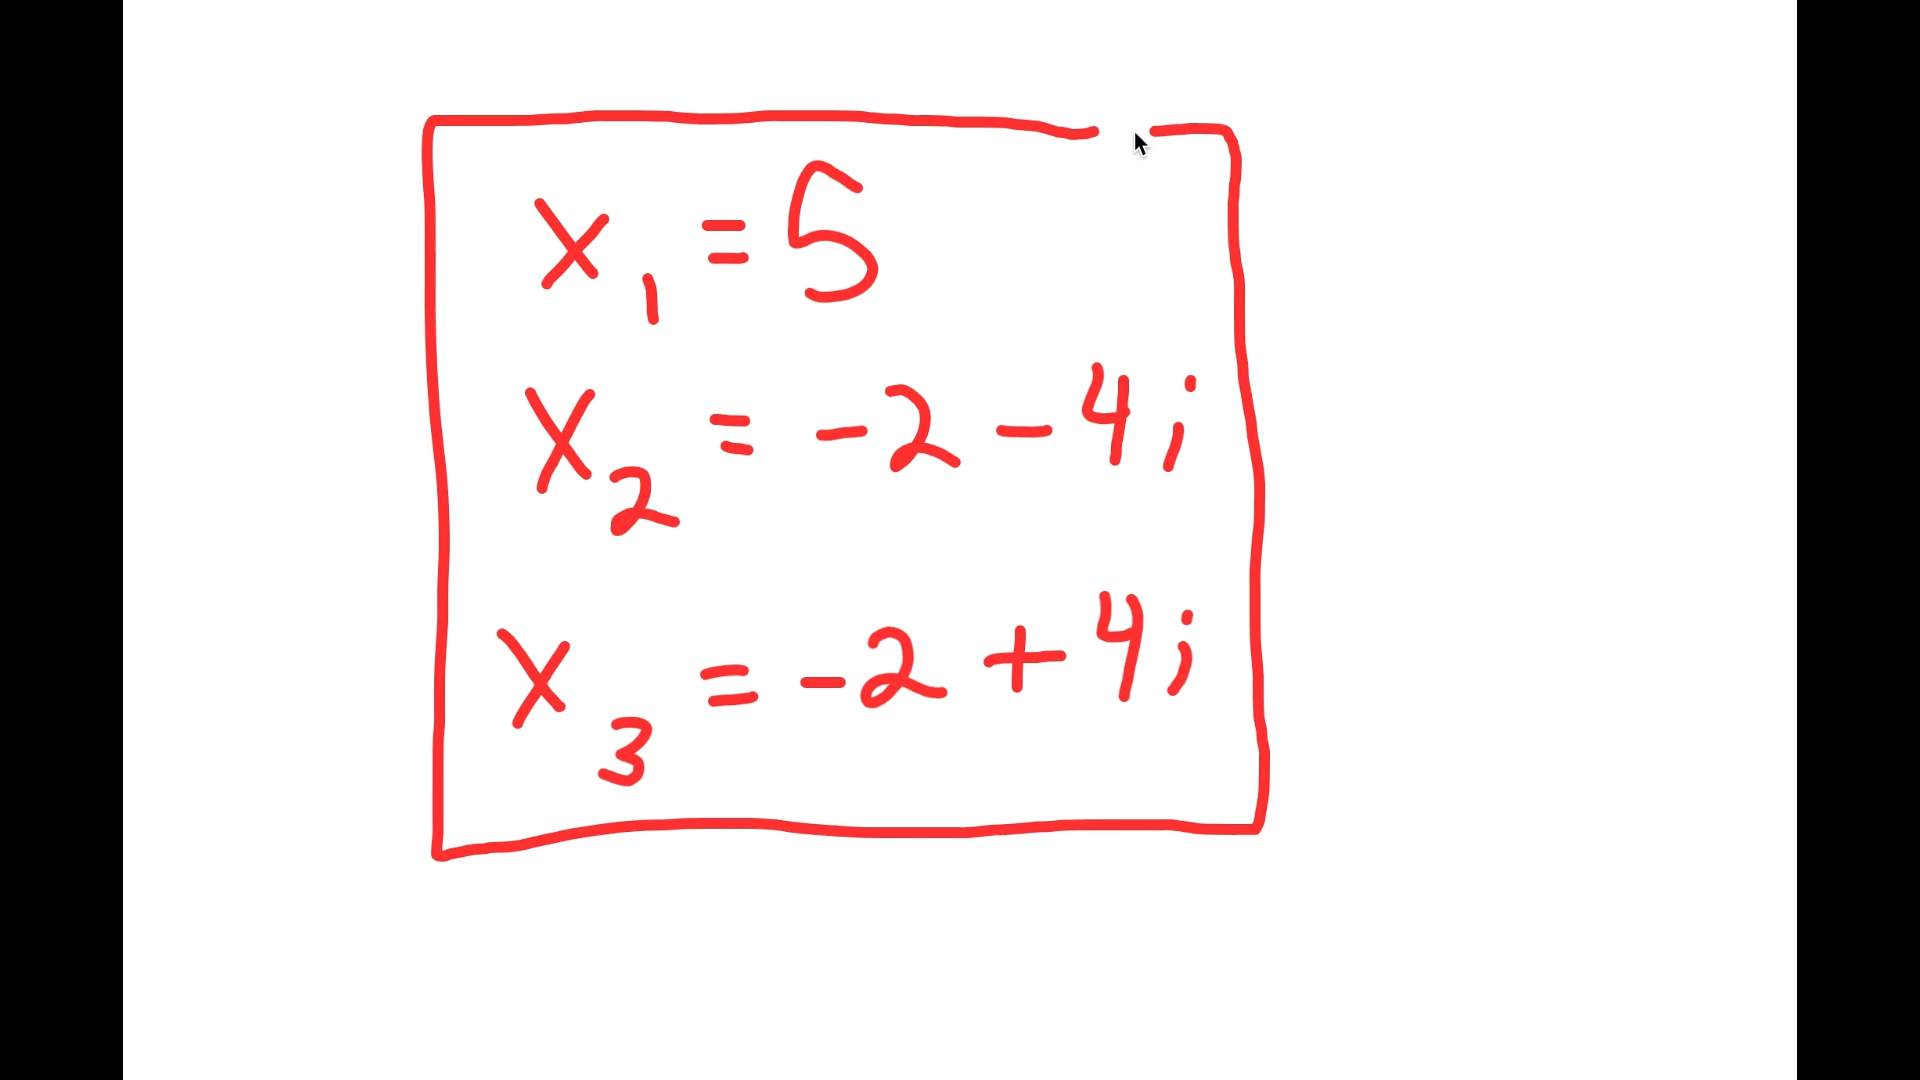 x₁ = 5
x₂ = -2 - 4i
x₃ = -2 + 4i